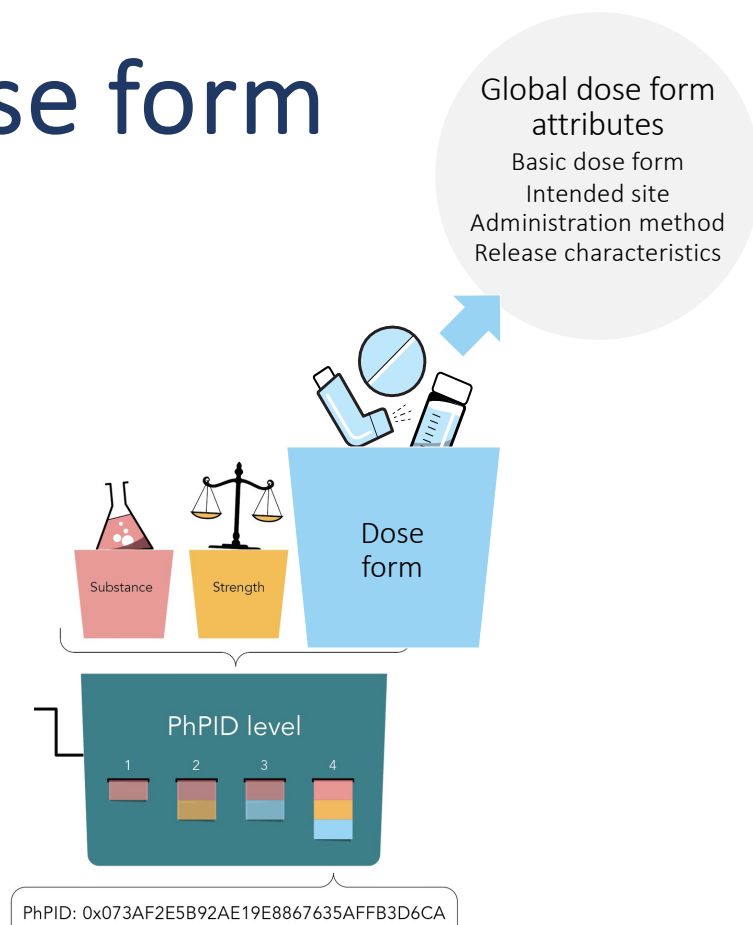 se form
Global dose form
attributes
Basic dose form
Intended site
Administration method
Release characteristics
Dose
form
Substance
Strength
PhPID level
1
2
3
4
PhPID: 0x073AF2E5B92AE19E8867635AFFB3D6CA